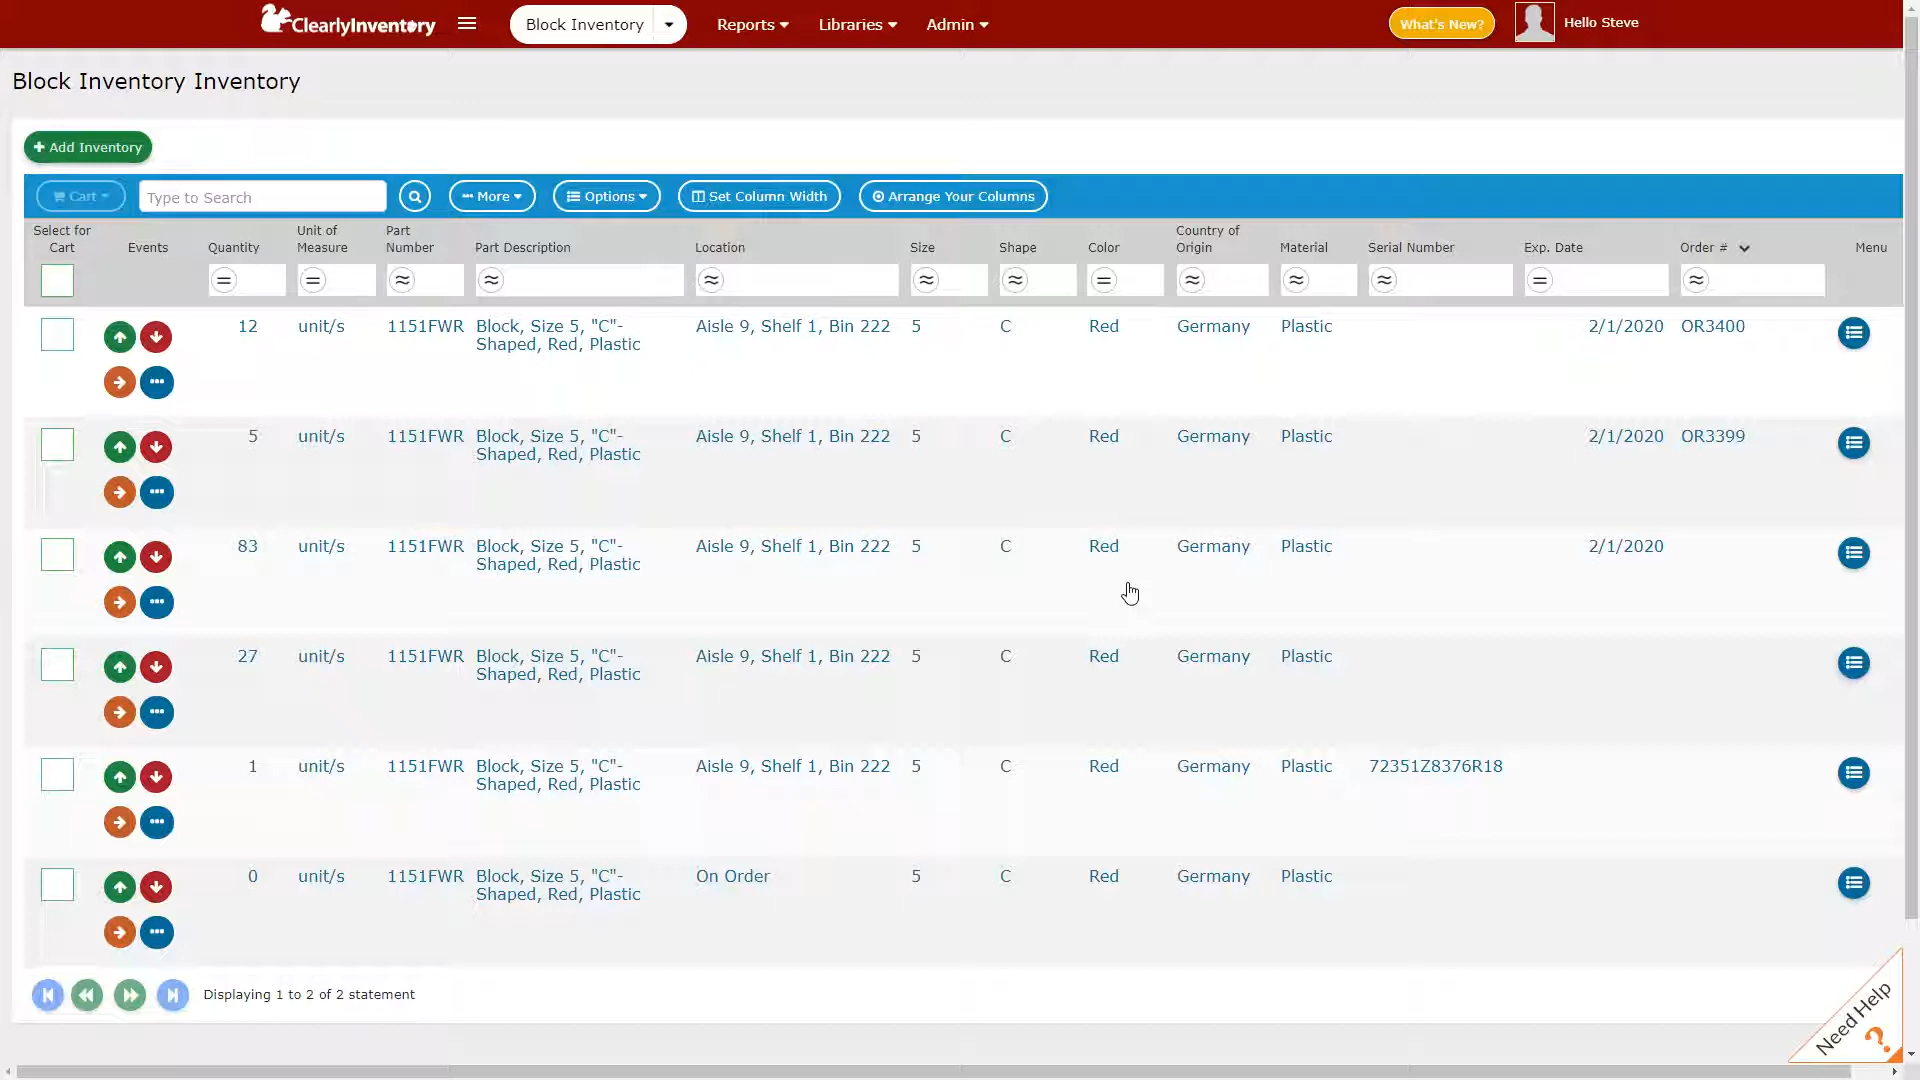 ClearlyInventory
Block Inventory
Reports
Libraries
Admin
What's New?
Hello Steve
Block Inventory Inventory
+ Add Inventory
Cart
Type to Search
More
Options
Set Column Width
Arrange Your Columns
Select for Cart
Events
Quantity
Unit of Measure
Part Number
Part Description
Location
Size
Shape
Color
Country of Origin
Material
Serial Number
Exp. Date
Order #
Menu
= = ≈ ≈ ≈ ≈ ≈ = ≈ ≈ ≈ = ≈
12 unit/s 1151FWR Block, Size 5, "C"- Aisle 9, Shelf 1, Bin 222 5 C Red Germany Plastic 2/1/2020 OR3400
Shaped, Red, Plastic
5 unit/s 1151FWR Block, Size 5, "C"- Aisle 9, Shelf 1, Bin 222 5 C Red Germany Plastic 2/1/2020 OR3399
Shaped, Red, Plastic
83 unit/s 1151FWR Block, Size 5, "C"- Aisle 9, Shelf 1, Bin 222 5 C Red Germany Plastic 2/1/2020
Shaped, Red, Plastic
27 unit/s 1151FWR Block, Size 5, "C"- Aisle 9, Shelf 1, Bin 222 5 C Red Germany Plastic
Shaped, Red, Plastic
1 unit/s 1151FWR Block, Size 5, "C"- Aisle 9, Shelf 1, Bin 222 5 C Red Germany Plastic 72351Z8376R18
Shaped, Red, Plastic
0 unit/s 1151FWR Block, Size 5, "C"- On Order 5 C Red Germany Plastic
Shaped, Red, Plastic
Displaying 1 to 2 of 2 statement
Need Help
?